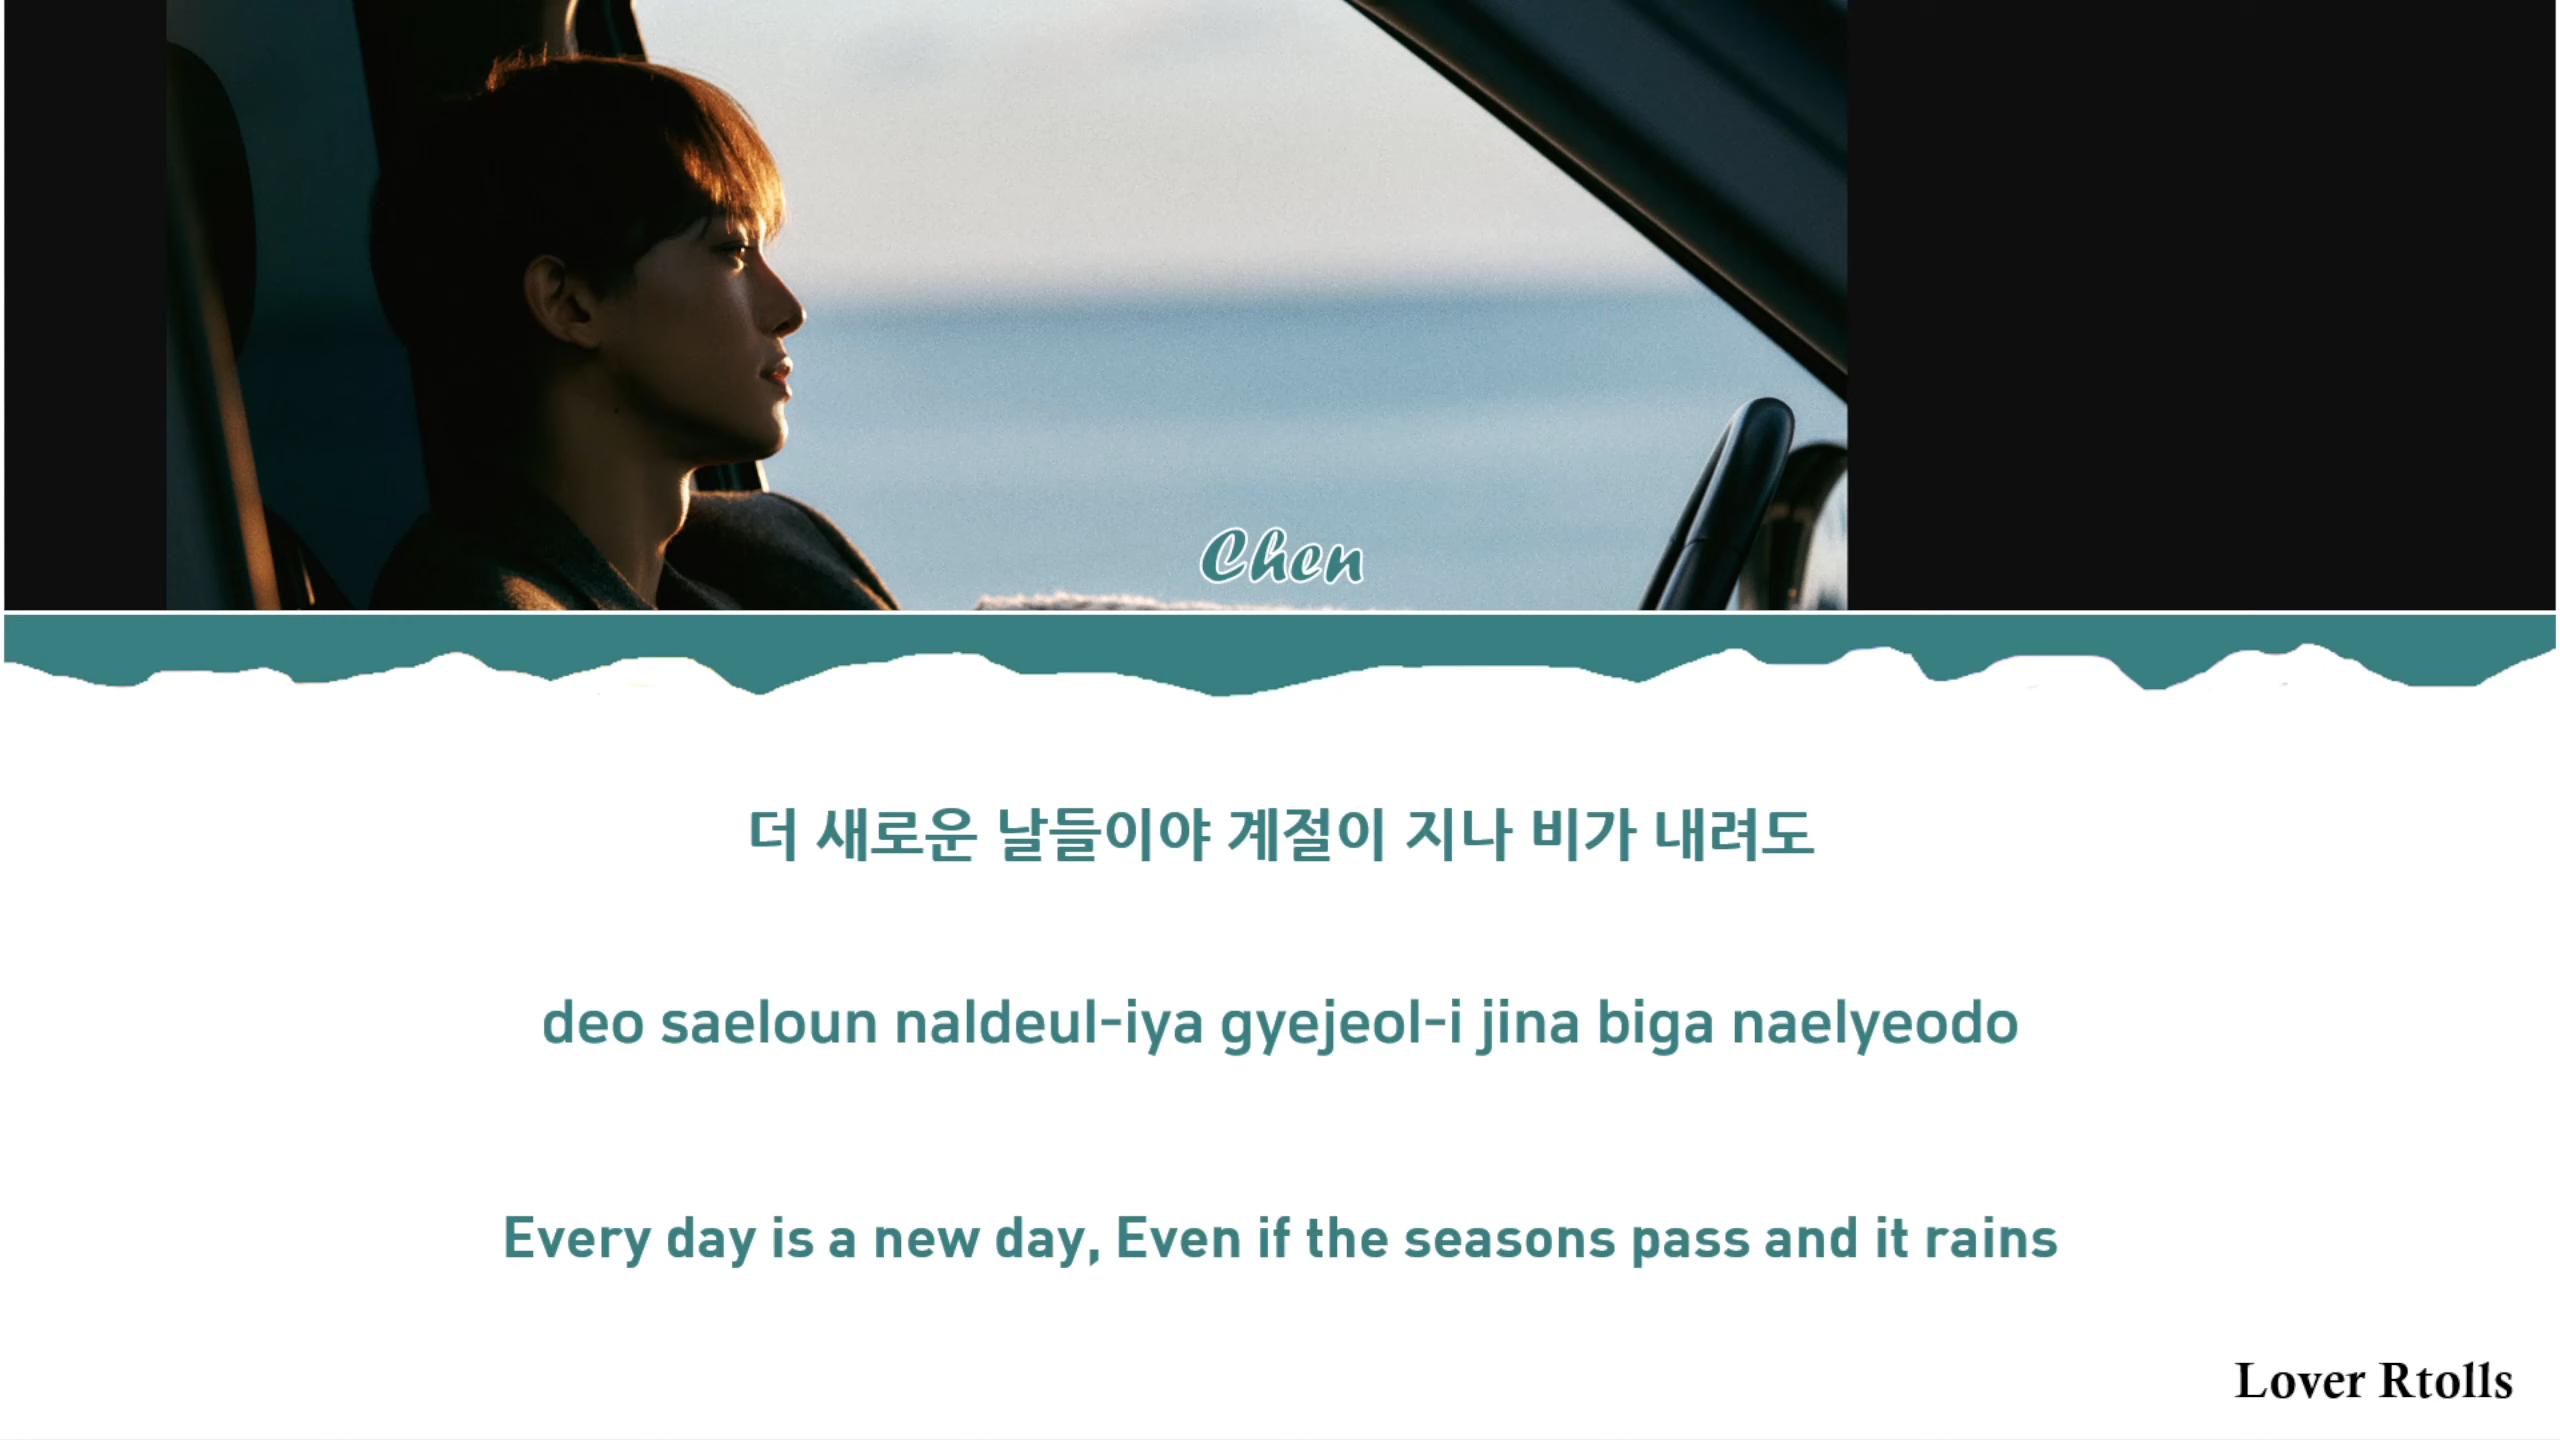 Chen
더 새로운 날들이야 계절이 지나 비가 내려도
deo saeloun naldeul-iya gyejeol-i jina biga naelyeodo
Every day is a new day, Even if the seasons pass and it rains
Lover Rtolls